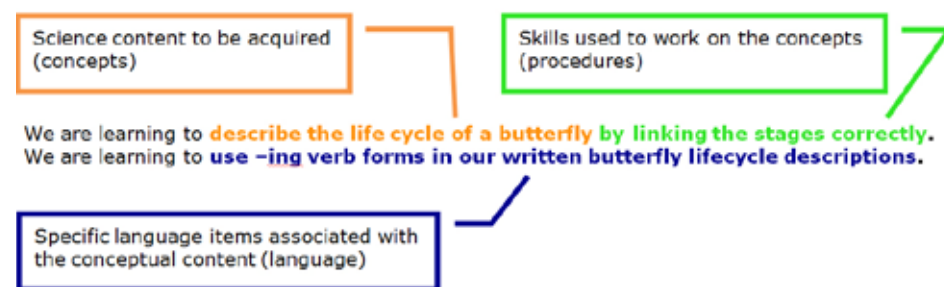 Science content to be acquired
(concepts)
Skills used to work on the concepts
(procedures)
We are learning to describe the life cycle of a butterfly by linking the stages correctly.
We are learning to use –ing verb forms in our written butterfly lifecycle descriptions.
Specific language items associated with
the conceptual content (language)